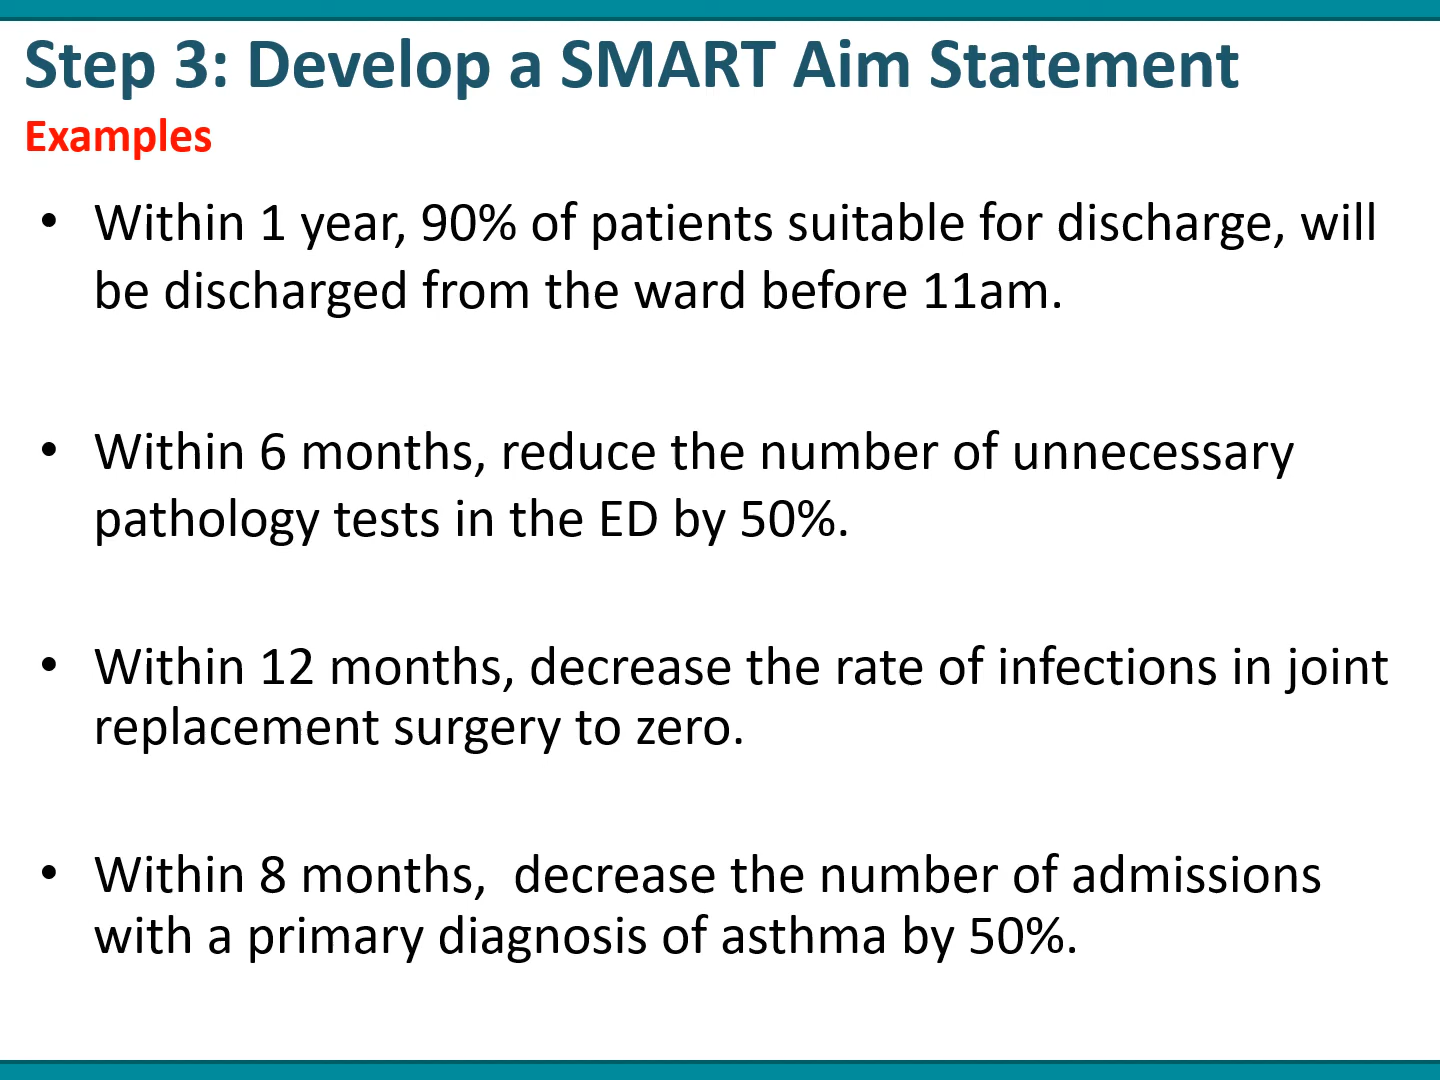 Step 3: Develop a SMART Aim Statement
Examples
• Within 1 year, 90% of patients suitable for discharge, will
be discharged from the ward before 11am.
• Within 6 months, reduce the number of unnecessary
pathology tests in the ED by 50%.
• Within 12 months, decrease the rate of infections in joint
replacement surgery to zero.
• Within 8 months,  decrease the number of admissions
with a primary diagnosis of asthma by 50%.